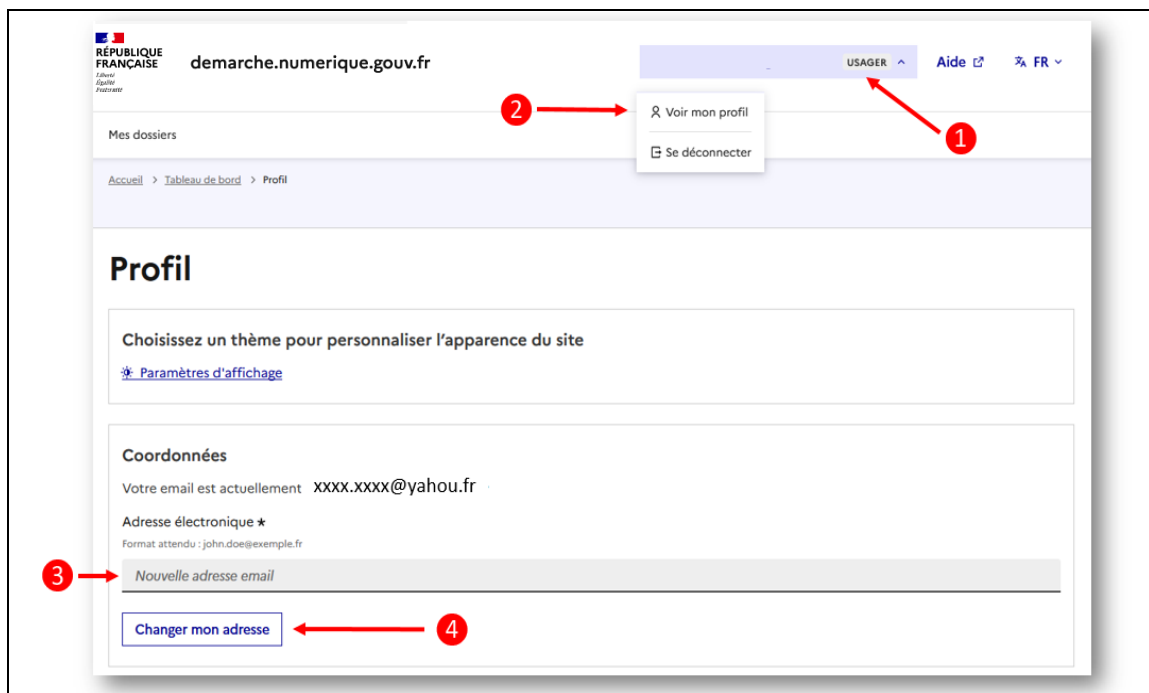 RÉPUBLIQUE
FRANÇAISE
Liberté
Égalité
Fraternité
demarche.numerique.gouv.fr
USAGER
Aide
FR
2
Voir mon profil
1
Mes dossiers
Se déconnecter
Accueil > Tableau de bord > Profil
Profil
Choisissez un thème pour personnaliser l’apparence du site
Paramètres d'affichage
Coordonnées
Votre email est actuellement xxxx.xxxx@yahou.fr
Adresse électronique *
Format attendu : john.doe@exemple.fr
3
Nouvelle adresse email
Changer mon adresse
4